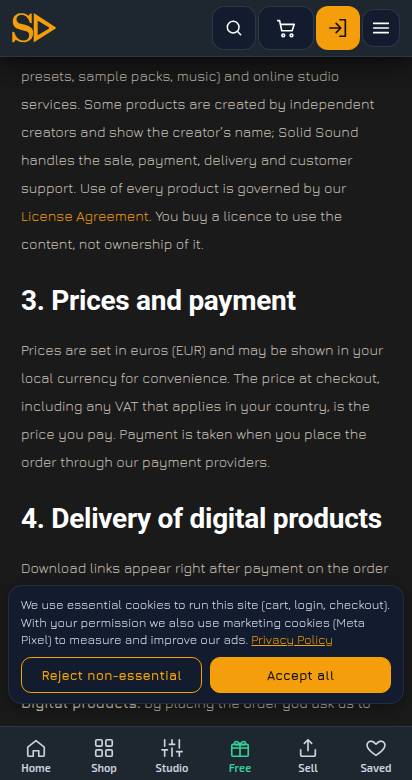 SD
presets, sample packs, music) and online studio
services. Some products are created by independent
creators and show the creator's name; Solid Sound
handles the sale, payment, delivery and customer
support. Use of every product is governed by our
License Agreement. You buy a licence to use the
content, not ownership of it.
3. Prices and payment
Prices are set in euros (EUR) and may be shown in your
local currency for convenience. The price at checkout,
including any VAT that applies in your country, is the
price you pay. Payment is taken when you place the
order through our payment providers.
4. Delivery of digital products
Download links appear right after payment on the order
We use essential cookies to run this site (cart, login, checkout).
With your permission we also use marketing cookies (Meta
Pixel) to measure and improve our ads. Privacy Policy
Reject non-essential
Accept all
Digital products: by placing the order you ask us to
Home
Shop
Studio
Free
Sell
Saved